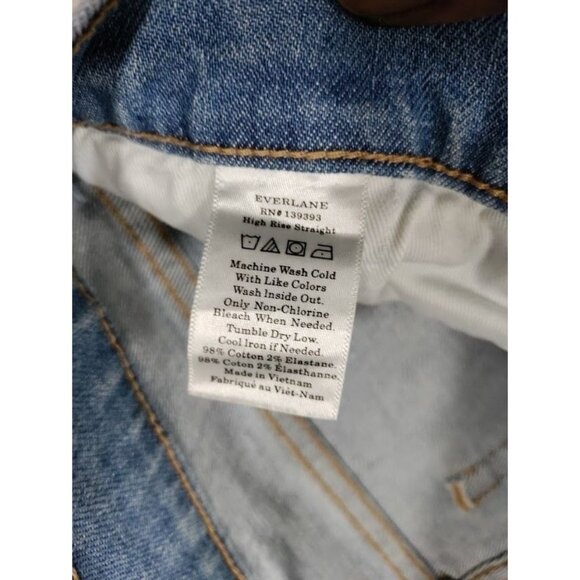 EVERLANE
RN# 139393
High Rise Straight
Machine Wash Cold
With Like Colors
Wash Inside Out.
Only Non-Chlorine
Bleach When Needed.
Tumble Dry Low.
Cool Iron if Needed.
98% Cotton 2% Elastane.
98% Coton 2% Élasthanne.
Made in Vietnam
Fabriqué au Viêt-Nam